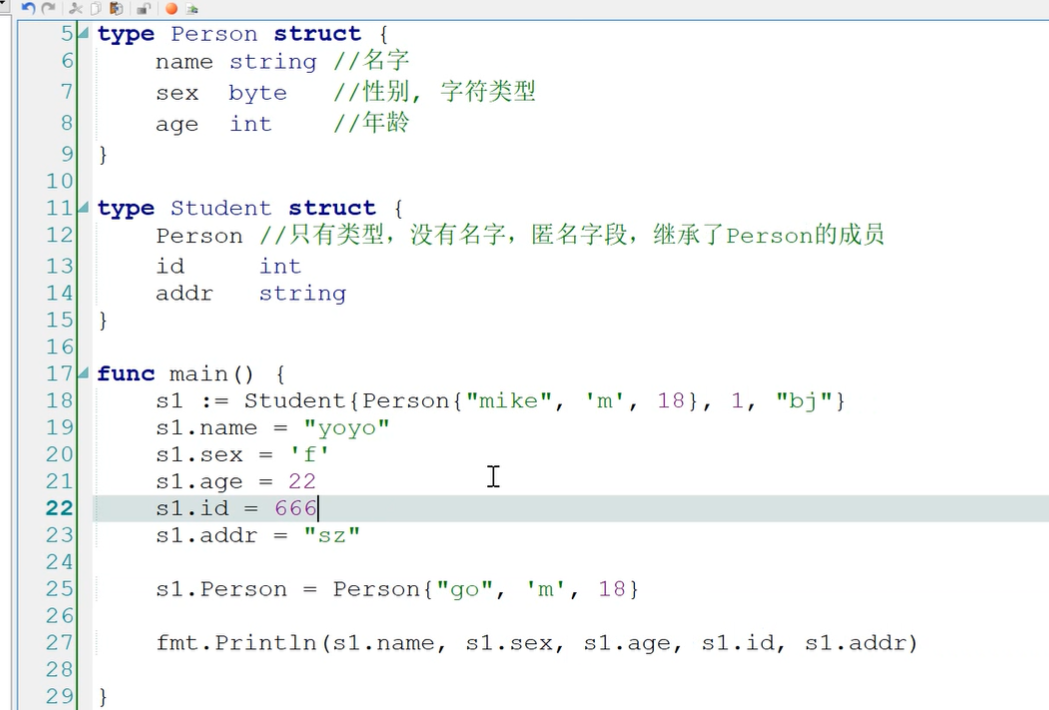 5 type Person struct {
6     name string //名字
7     sex  byte   //性别, 字符类型
8     age  int    //年龄
9 }
10
11 type Student struct {
12     Person //只有类型，没有名字，匿名字段，继承了Person的成员
13     id     int
14     addr   string
15 }
16
17 func main() {
18     s1 := Student{Person{"mike", 'm', 18}, 1, "bj"}
19     s1.name = "yoyo"
20     s1.sex = 'f'
21     s1.age = 22
22     s1.id = 666
23     s1.addr = "sz"
24
25     s1.Person = Person{"go", 'm', 18}
26
27     fmt.Println(s1.name, s1.sex, s1.age, s1.id, s1.addr)
28
29 }